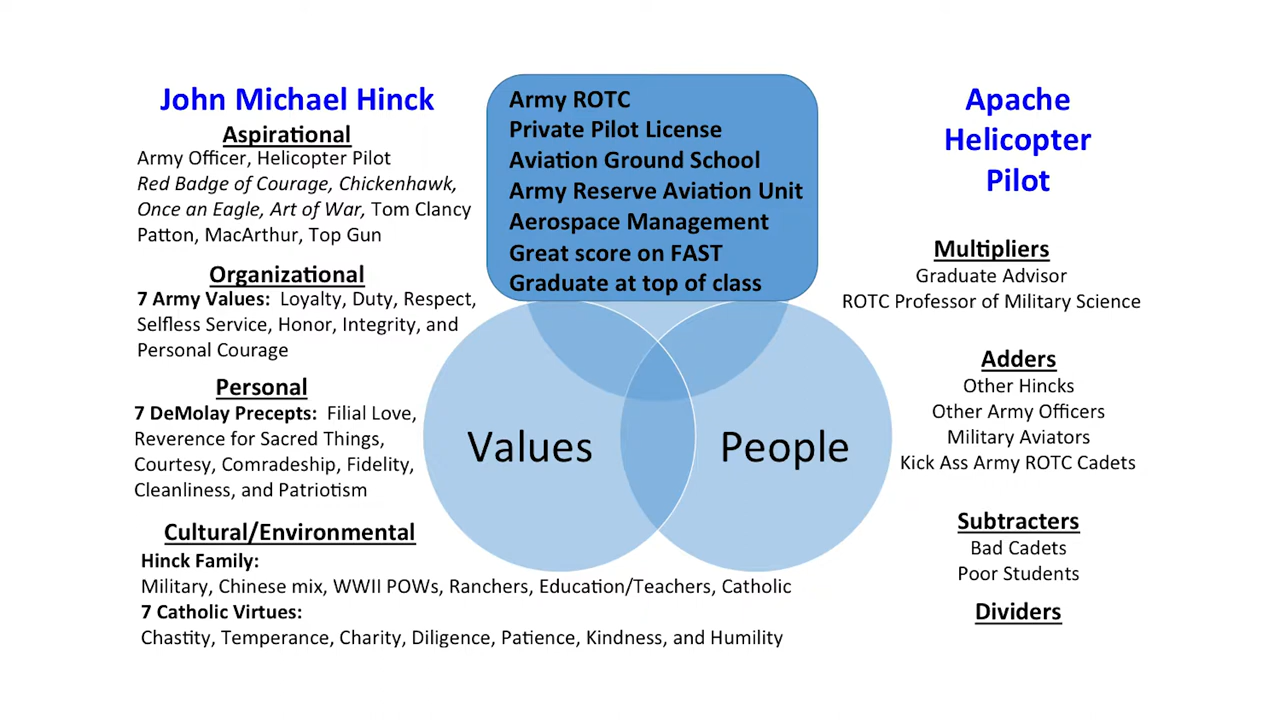 John Michael Hinck
Aspirational
Army Officer, Helicopter Pilot
Red Badge of Courage, Chickenhawk,
Once an Eagle, Art of War, Tom Clancy
Patton, MacArthur, Top Gun
Organizational
7 Army Values: Loyalty, Duty, Respect,
Selfless Service, Honor, Integrity, and
Personal Courage
Personal
7 DeMolay Precepts: Filial Love,
Reverence for Sacred Things,
Courtesy, Comradeship, Fidelity,
Cleanliness, and Patriotism
Cultural/Environmental
Hinck Family:
Military, Chinese mix, WWII POWs, Ranchers, Education/Teachers, Catholic
7 Catholic Virtues:
Chastity, Temperance, Charity, Diligence, Patience, Kindness, and Humility
Army ROTC
Private Pilot License
Aviation Ground School
Army Reserve Aviation Unit
Aerospace Management
Great score on FAST
Graduate at top of class
Values
People
Apache
Helicopter
Pilot
Multipliers
Graduate Advisor
ROTC Professor of Military Science
Adders
Other Hincks
Other Army Officers
Military Aviators
Kick Ass Army ROTC Cadets
Subtracters
Bad Cadets
Poor Students
Dividers